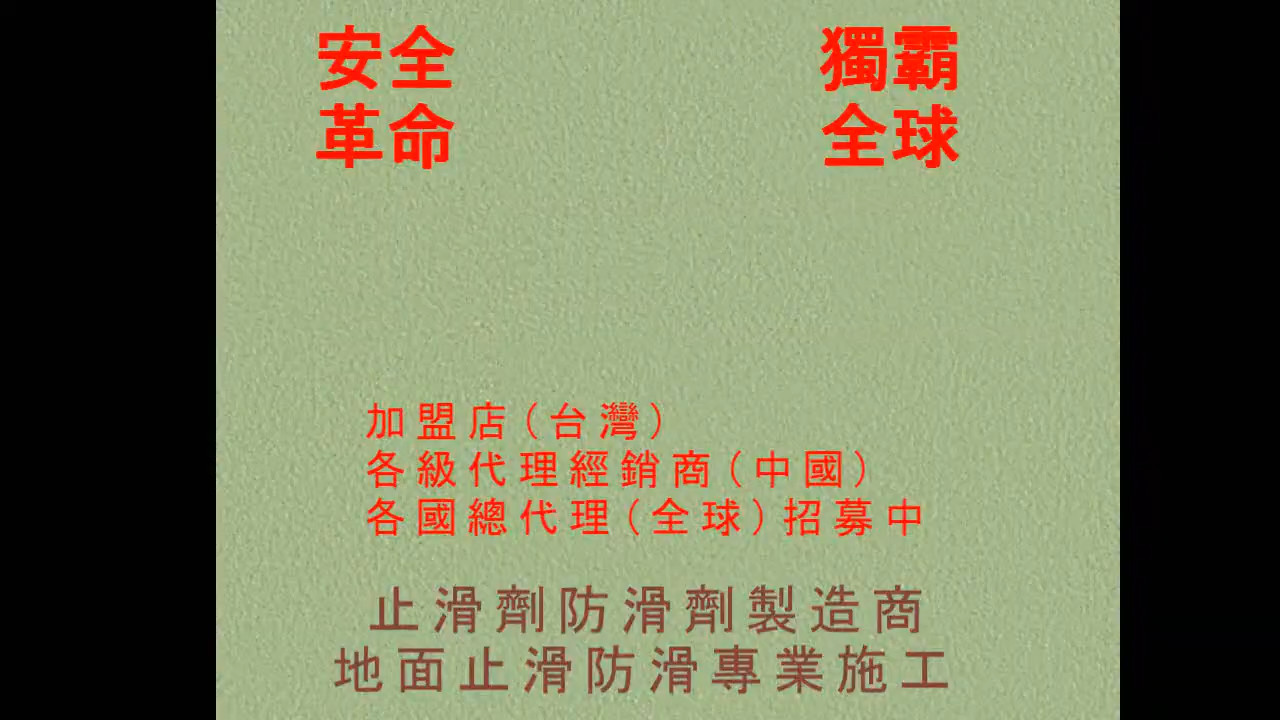 安全
革命
獨霸
全球
加盟店(台灣)
各級代理經銷商(中國)
各國總代理(全球)招募中
止滑劑防滑劑製造商
地面止滑防滑專業施工